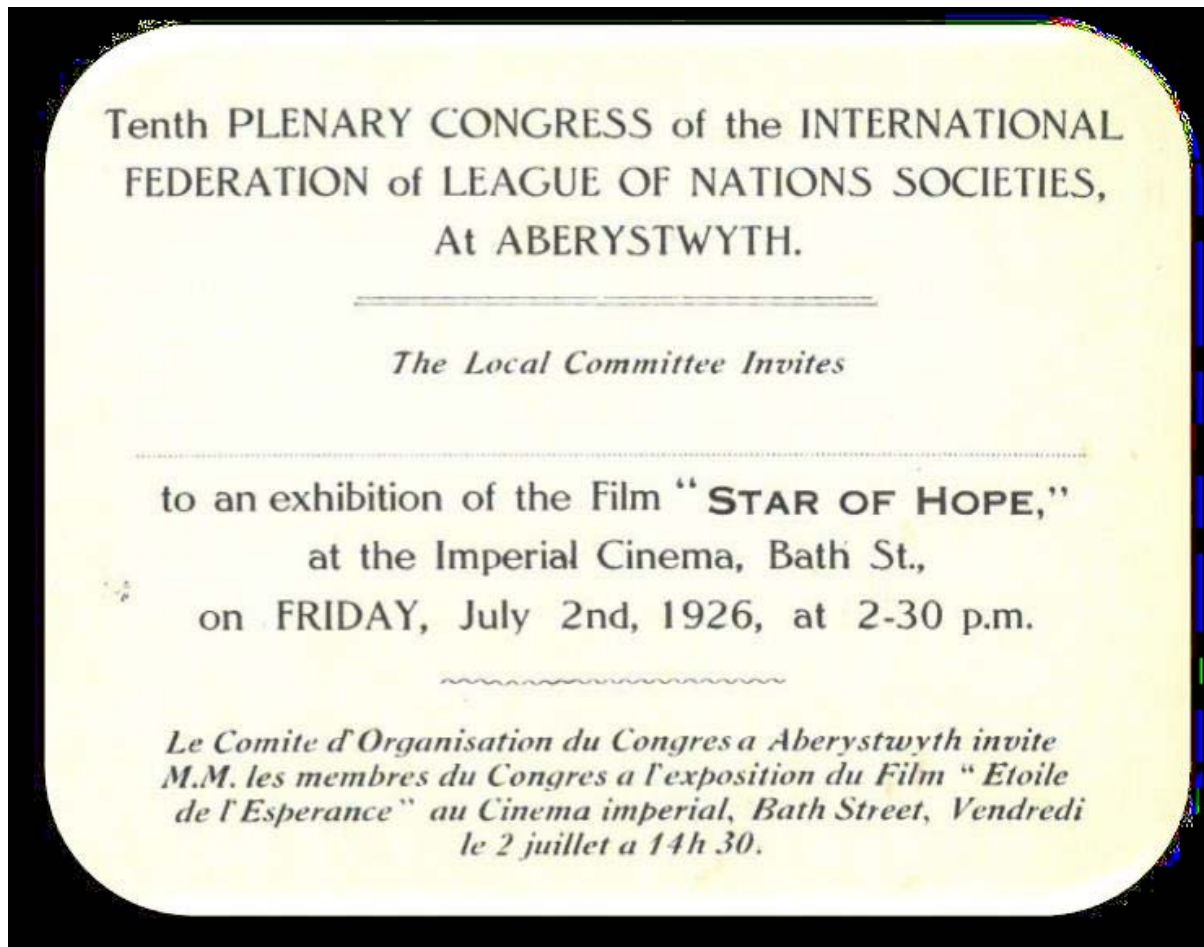 Tenth PLENARY CONGRESS of the INTERNATIONAL
FEDERATION of LEAGUE OF NATIONS SOCIETIES,
At ABERYSTWYTH.
The Local Committee Invites
to an exhibition of the Film "STAR OF HOPE,"
at the Imperial Cinema, Bath St.,
on FRIDAY, July 2nd, 1926, at 2-30 p.m.
Le Comite d'Organisation du Congres a Aberystwyth invite
M.M. les membres du Congres a l'exposition du Film "Etoile
de l'Esperance" au Cinema imperial, Bath Street, Vendredi
le 2 juillet a 14h 30.